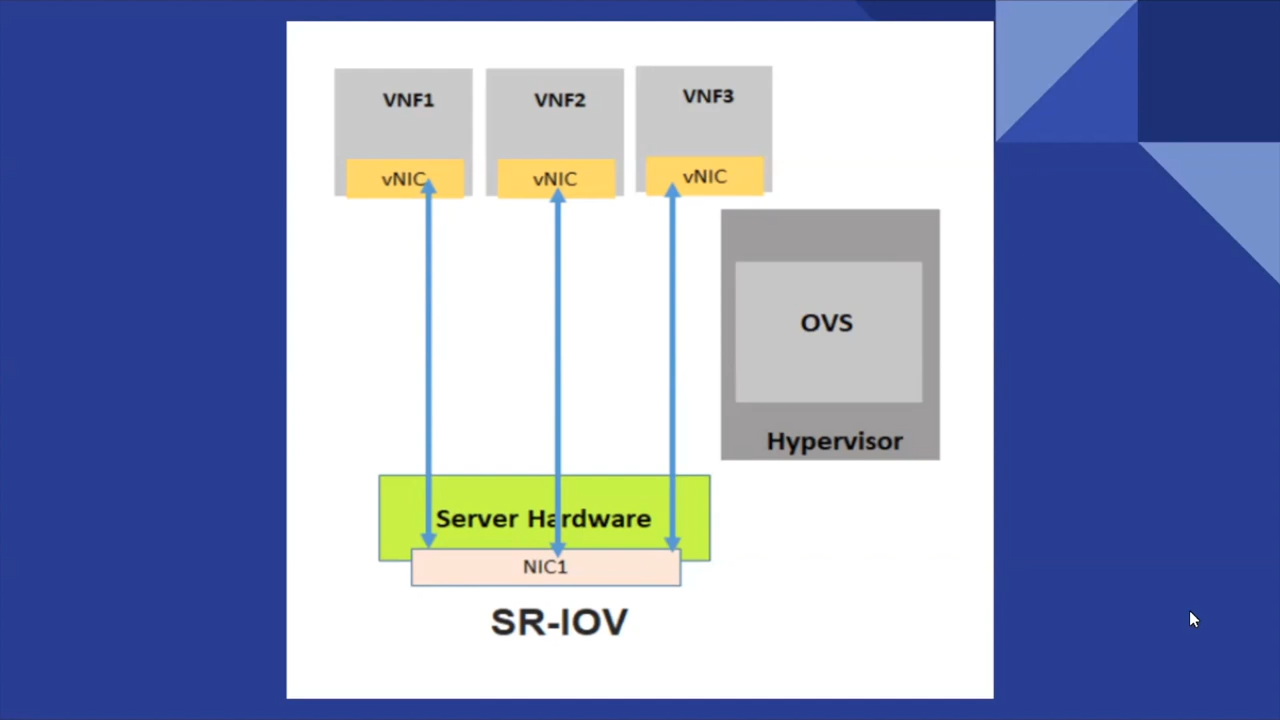 VNF1
VNF2
VNF3
vNIC
vNIC
vNIC
OVS
Hypervisor
Server Hardware
NIC1
SR-IOV